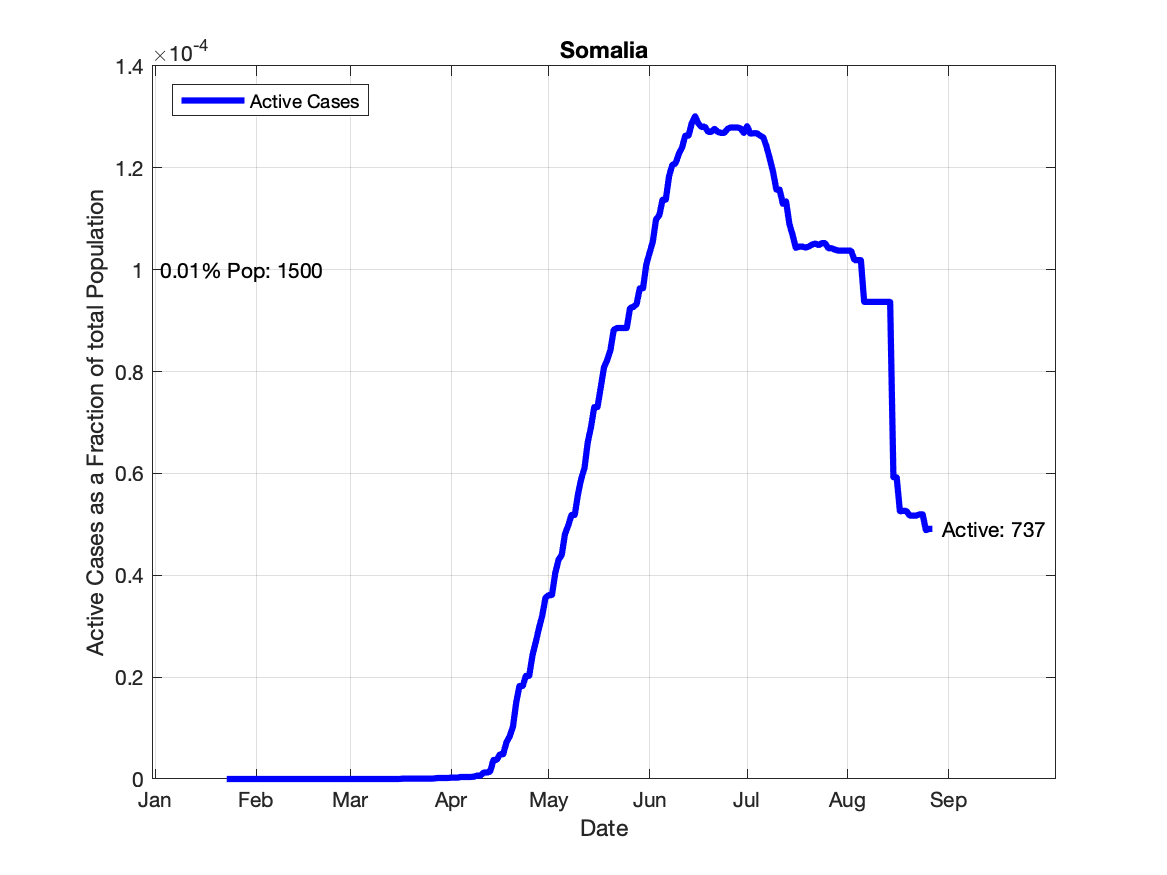 Somalia
×10-4
Active Cases
1.4
1.2
1
0.8
0.6
0.4
0.2
0
0.01% Pop: 1500
Active: 737
Active Cases as a Fraction of total Population
Jan Feb Mar Apr May Jun Jul Aug Sep
Date